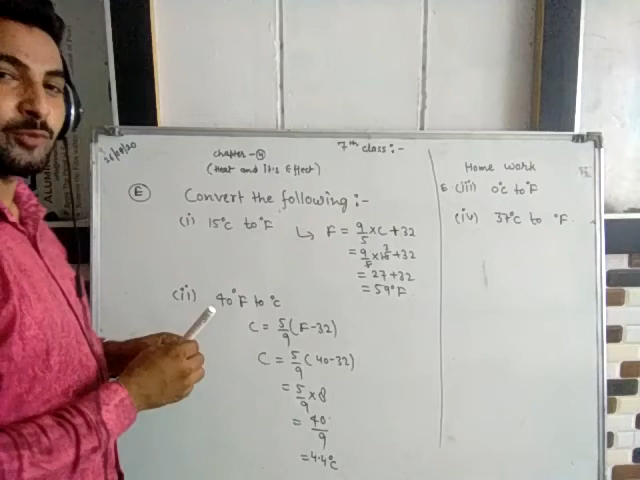 chapter-4
(Heat and it's Effect)
7th class:-
E Convert the following:-
(i) 15°C to °F
↳ F = 9/5 × C + 32
= 9/5 × 15 + 32
= 27 + 32
= 59°F
(ii) 40°F to °C
C = 5/9 (F-32)
C = 5/9 (40-32)
= 5/9 × 8
= 40/9
= 4.4°C
Home work
E (iii) 0°C to °F
(iv) 37°C to °F